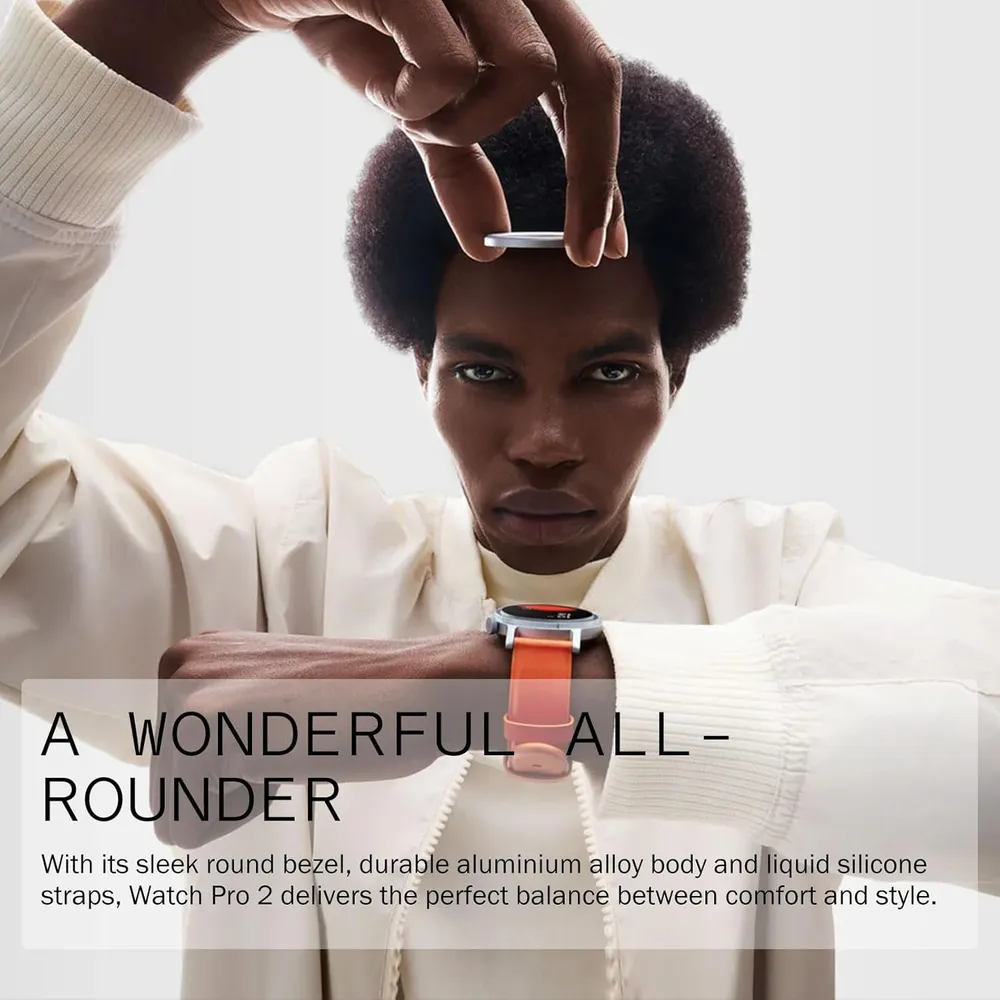 A WONDERFUL ALL-
ROUNDER
With its sleek round bezel, durable aluminium alloy body and liquid silicone
straps, Watch Pro 2 delivers the perfect balance between comfort and style.